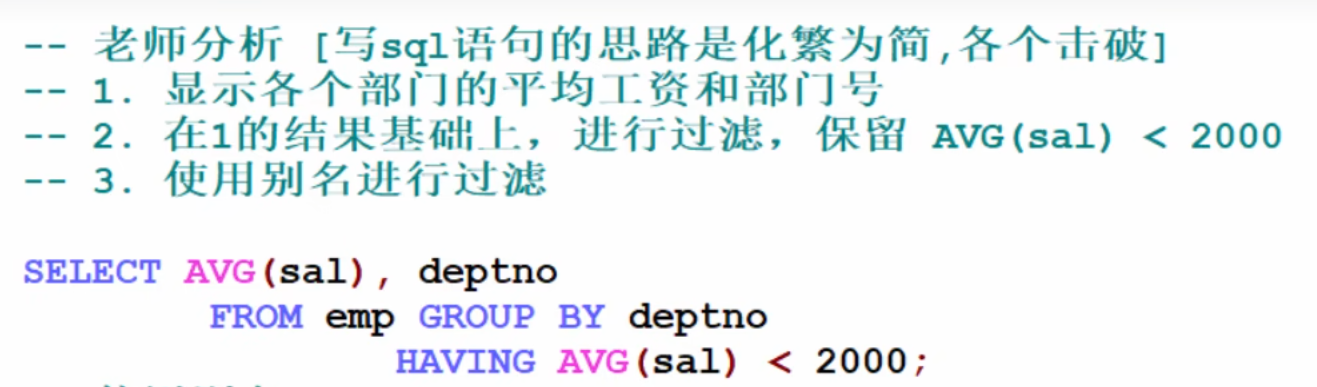 -- 老师分析 [写sql语句的思路是化繁为简,各个击破]
-- 1. 显示各个部门的平均工资和部门号
-- 2. 在1的结果基础上，进行过滤，保留 AVG(sal) < 2000
-- 3. 使用别名进行过滤
SELECT AVG(sal), deptno
FROM emp GROUP BY deptno
HAVING AVG(sal) < 2000;